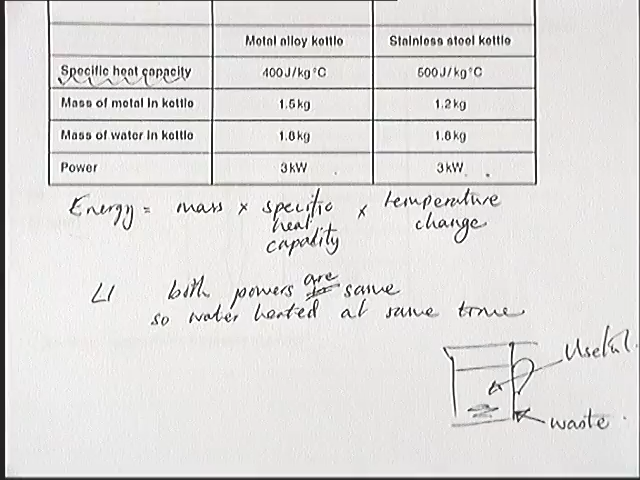 Metal alloy kettle Stainless steel kettle
Specific heat capacity 400J/kg°C 500J/kg°C
Mass of metal in kettle 1.5kg 1.2kg
Mass of water in kettle 1.8kg 1.8kg
Power 3kW 3kW
Energy = mass × specific heat capacity × temperature change
L1 both powers are same
so water heated at same time
Useful.
waste.